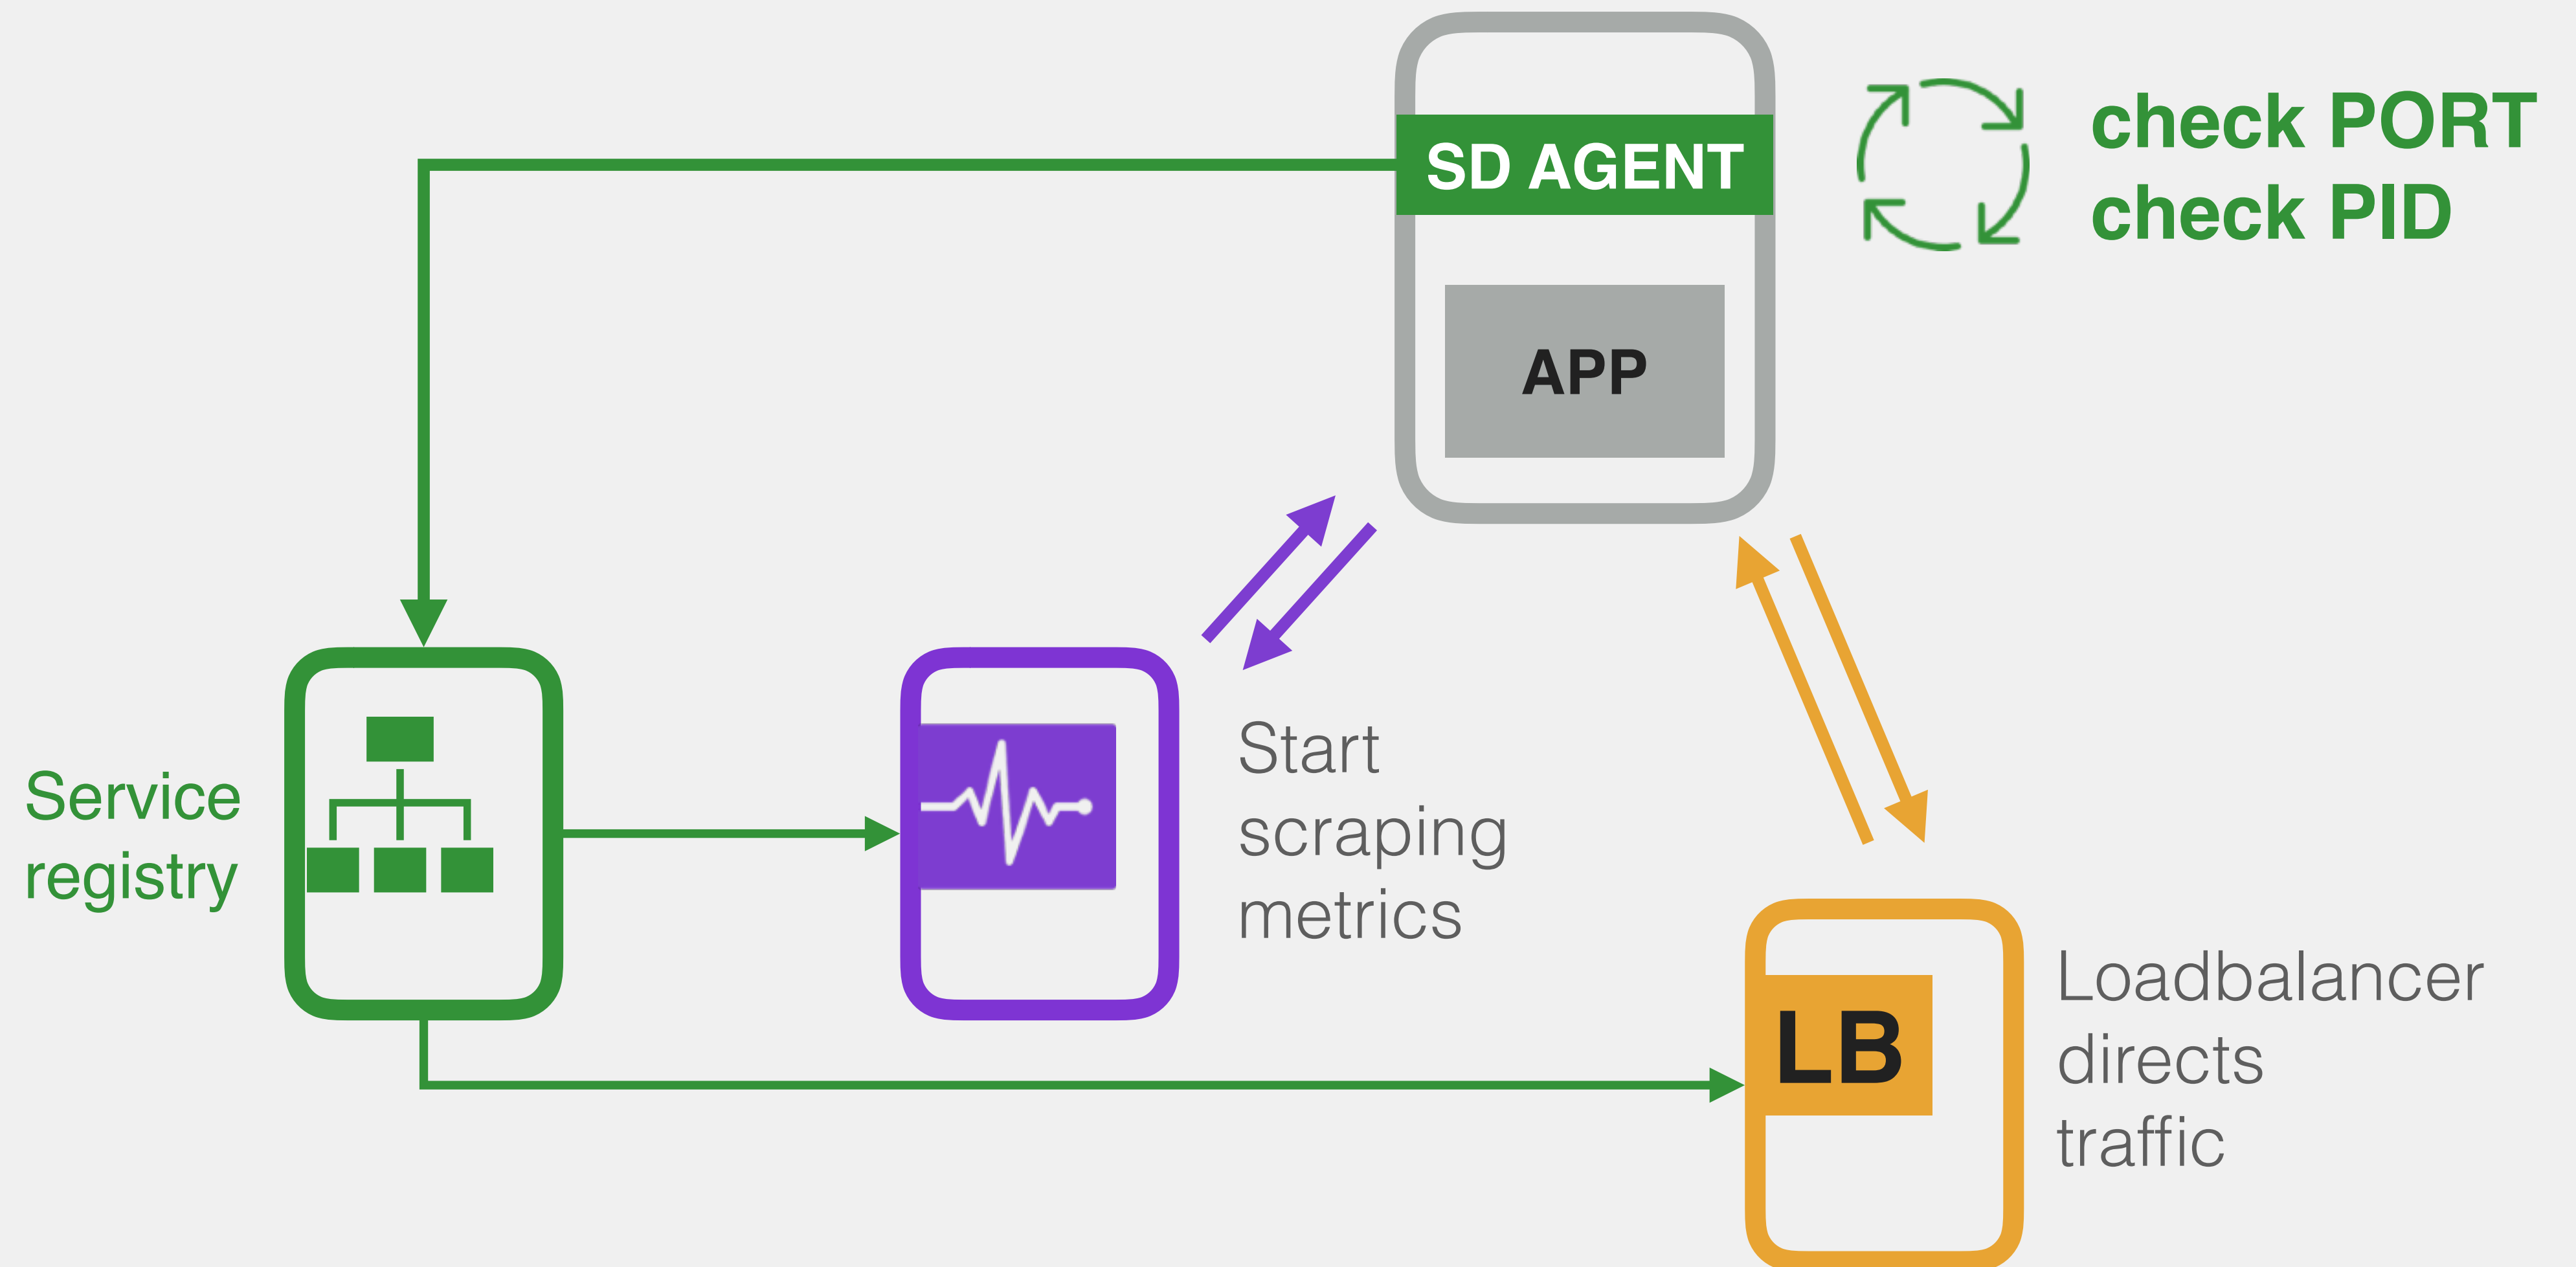 SD AGENT
check PORT
check PID
APP
Service
registry
Start
scraping
metrics
LB
Loadbalancer
directs
traffic